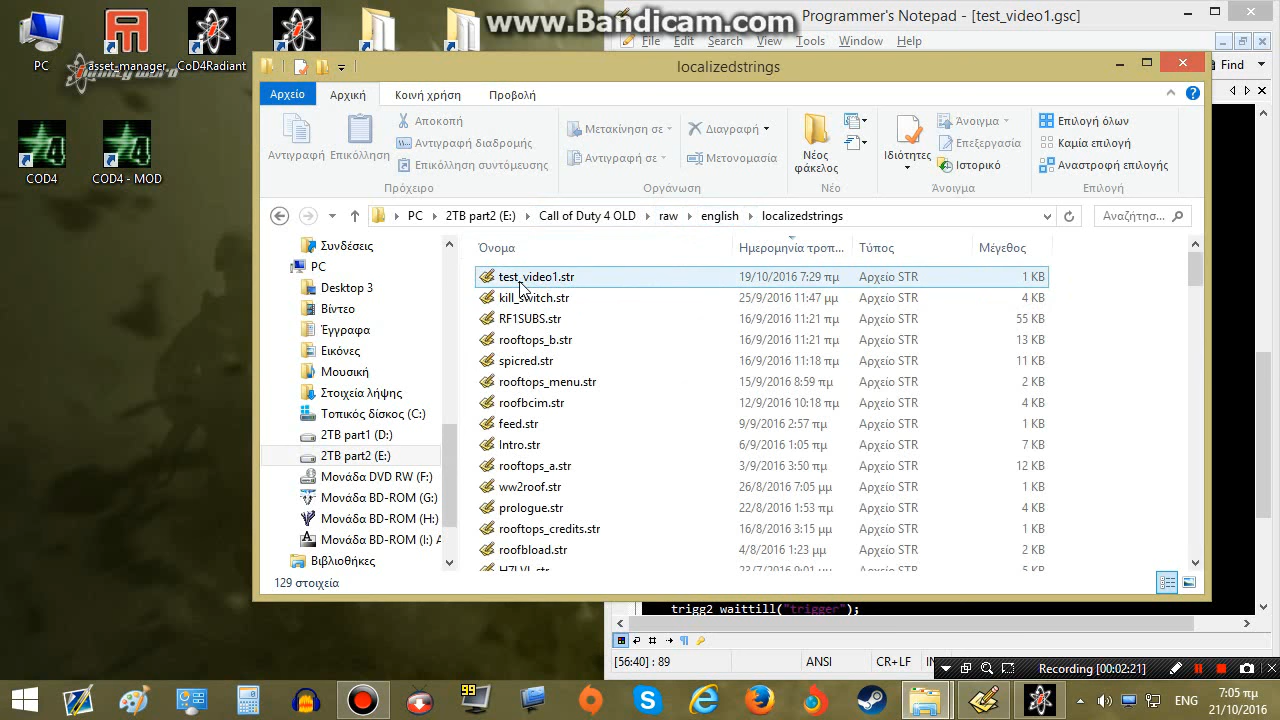 www.Bandicam.com
Programmer's Notepad - [test_video1.gsc]
File Edit Search View Tools Window Help
Find
PC
asset-manager
CoD4Radiant
COD4
COD4 - MOD
localizedstrings
Αρχείο Αρχική Κοινή χρήση Προβολή
Αντιγραφή
Επικόλληση
Αποκοπή
Αντιγραφή διαδρομής
Επικόλληση συντόμευσης
Πρόχειρο
Μετακίνηση σε
Αντιγραφή σε
Διαγραφή
Μετονομασία
Οργάνωση
Νέος
φάκελος
Νέο
Ιδιότητες
Άνοιγμα
Επεξεργασία
Ιστορικό
Άνοιγμα
Επιλογή όλων
Καμία επιλογή
Αναστροφή επιλογής
Επιλογή
PC 2TB part2 (E:) Call of Duty 4 OLD raw english localizedstrings
Αναζήτησ...
Συνδέσεις
PC
Desktop 3
Βίντεο
Έγγραφα
Εικόνες
Μουσική
Στοιχεία λήψης
Τοπικός δίσκος (C:)
2TB part1 (D:)
2TB part2 (E:)
Μονάδα DVD RW (F:)
Μονάδα BD-ROM (G:)
Μονάδα BD-ROM (H:)
Μονάδα BD-ROM (I:) A
Βιβλιοθήκες
Όνομα Ημερομηνία τροπ... Τύπος Μέγεθος
test_video1.str 19/10/2016 7:29 πμ Αρχείο STR 1 KB
kill_switch.str 25/9/2016 11:47 μμ Αρχείο STR 4 KB
RF1SUBS.str 16/9/2016 11:21 πμ Αρχείο STR 55 KB
rooftops_b.str 16/9/2016 11:21 πμ Αρχείο STR 13 KB
spicred.str 16/9/2016 11:18 πμ Αρχείο STR 11 KB
rooftops_menu.str 15/9/2016 8:59 πμ Αρχείο STR 2 KB
roofbcim.str 12/9/2016 10:18 πμ Αρχείο STR 4 KB
feed.str 9/9/2016 2:57 πμ Αρχείο STR 1 KB
Intro.str 6/9/2016 1:05 πμ Αρχείο STR 7 KB
rooftops_a.str 3/9/2016 3:50 πμ Αρχείο STR 12 KB
ww2roof.str 26/8/2016 7:05 μμ Αρχείο STR 1 KB
prologue.str 22/8/2016 1:53 πμ Αρχείο STR 4 KB
rooftops_credits.str 16/8/2016 3:15 μμ Αρχείο STR 1 KB
roofbload.str 4/8/2016 1:23 μμ Αρχείο STR 2 KB
129 στοιχεία
trigg2 waittill("trigger");
[56:40] : 89 ANSI CR+LF
Recording [00:02:21]
99
ΕΝΓ
7:05 πμ
21/10/2016